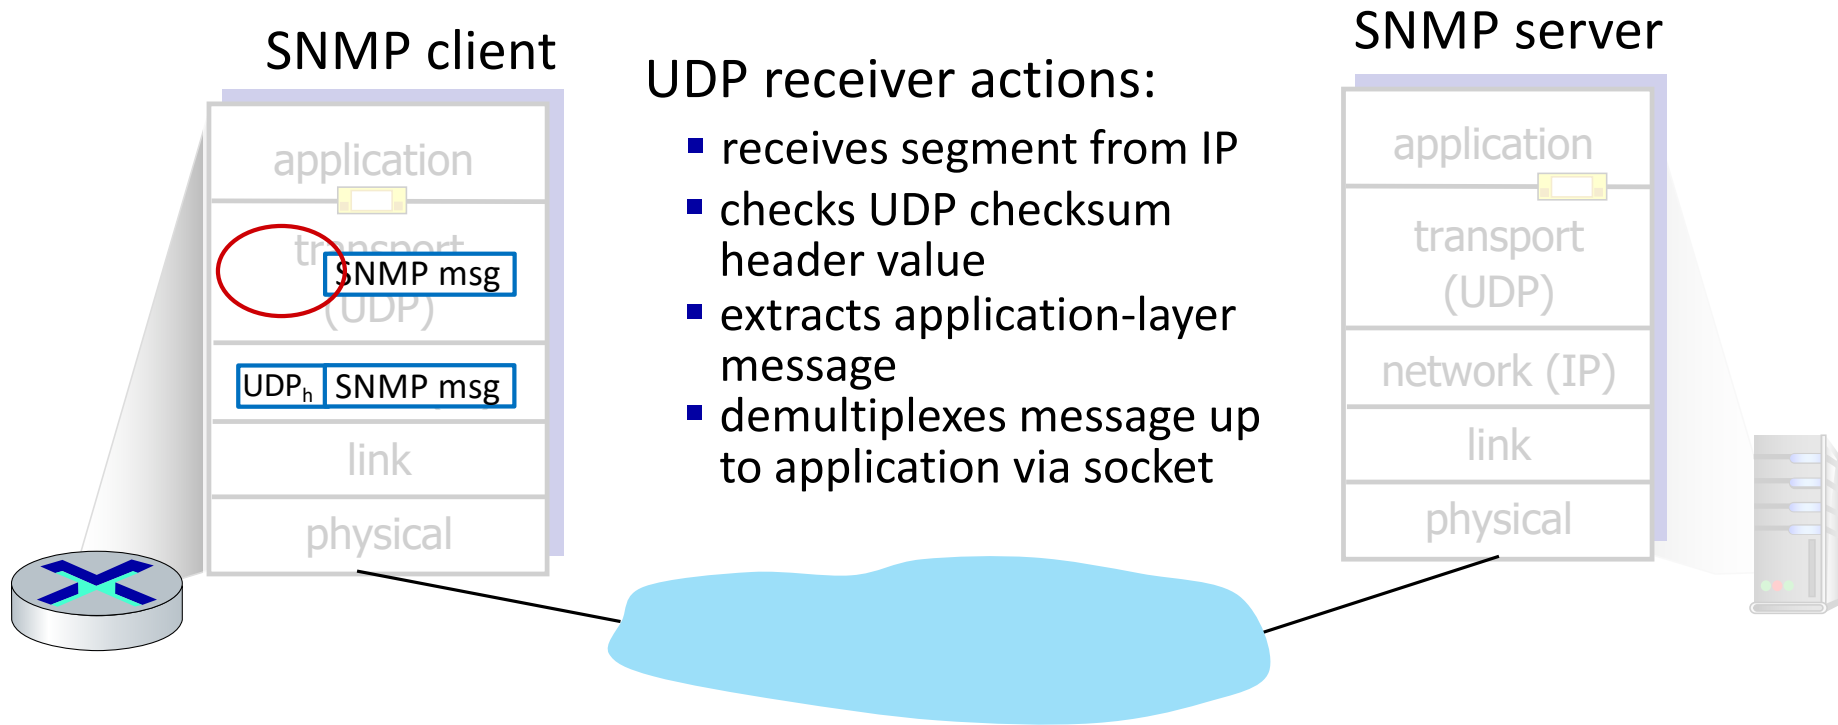 SNMP client
application
transport
SNMP msg
(UDP)
UDPh SNMP msg
link
physical
UDP receiver actions:
receives segment from IP
checks UDP checksum
header value
extracts application-layer
message
demultiplexes message up
to application via socket
SNMP server
application
transport
(UDP)
network (IP)
link
physical